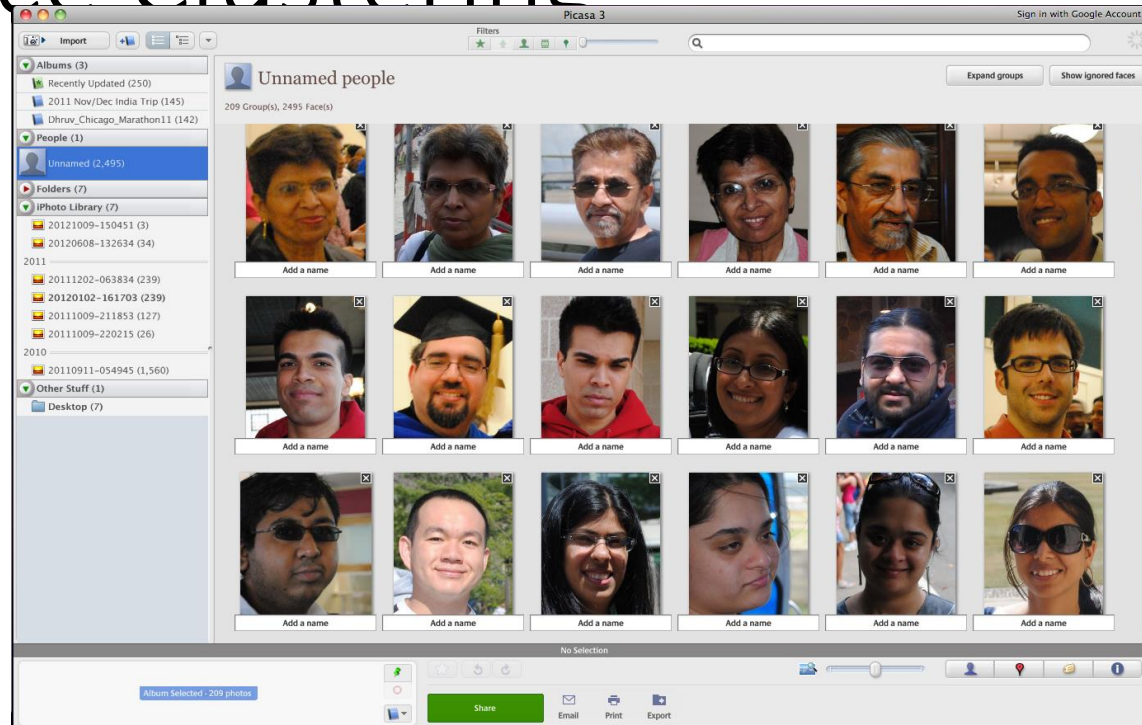 Picasa 3
Sign in with Google Account
Import
Filters
Albums (3)
Recently Updated (250)
2011 Nov/Dec India Trip (145)
Dhruv_Chicago_Marathon11 (142)
People (1)
Unnamed (2,495)
Folders (7)
iPhoto Library (7)
20121009-150451 (3)
20120608-132634 (34)
2011
20111202-063834 (239)
20120102-161703 (239)
20111009-211853 (127)
20111009-220215 (26)
2010
20110911-054945 (1,560)
Other Stuff (1)
Desktop (7)
Unnamed people
Expand groups
Show ignored faces
209 Group(s), 2495 Face(s)
Add a name Add a name Add a name Add a name Add a name Add a name
Add a name Add a name Add a name Add a name Add a name Add a name
Add a name Add a name Add a name Add a name Add a name Add a name
No Selection
Album Selected - 209 photos
Share
Email
Print
Export